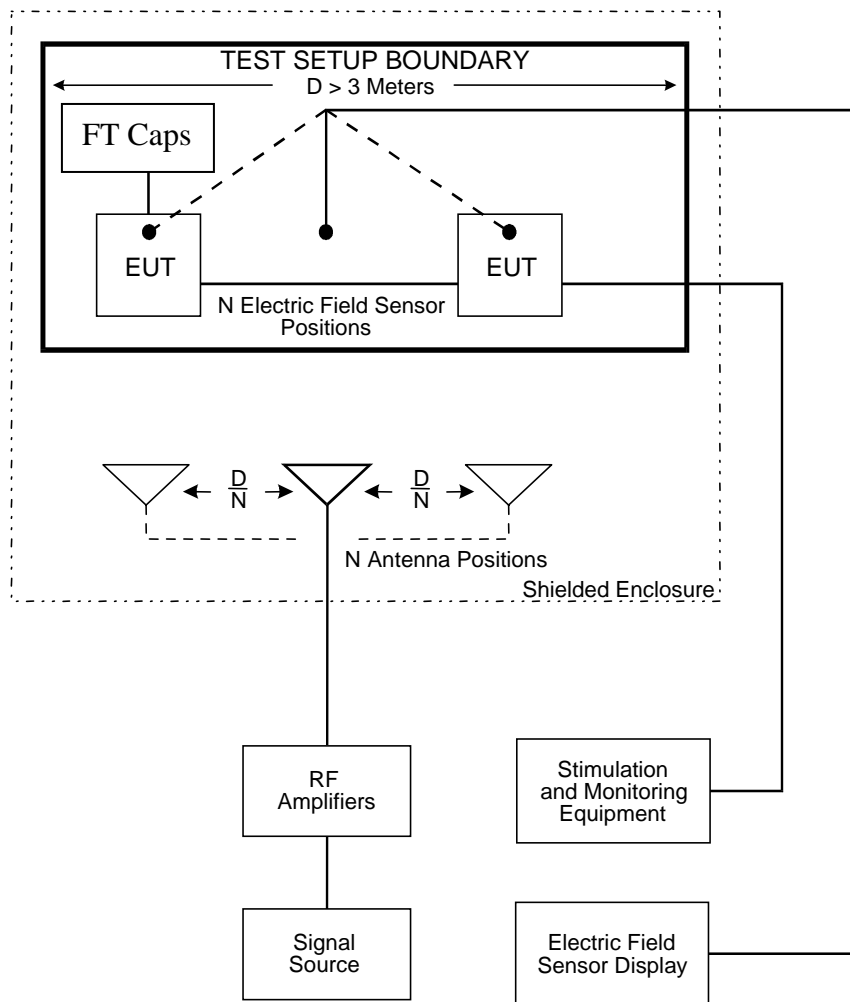 TEST SETUP BOUNDARY
D > 3 Meters
FT Caps
EUT
EUT
N Electric Field Sensor
Positions
D
N
D
N
N Antenna Positions
Shielded Enclosure
RF
Amplifiers
Stimulation
and Monitoring
Equipment
Signal
Source
Electric Field
Sensor Display